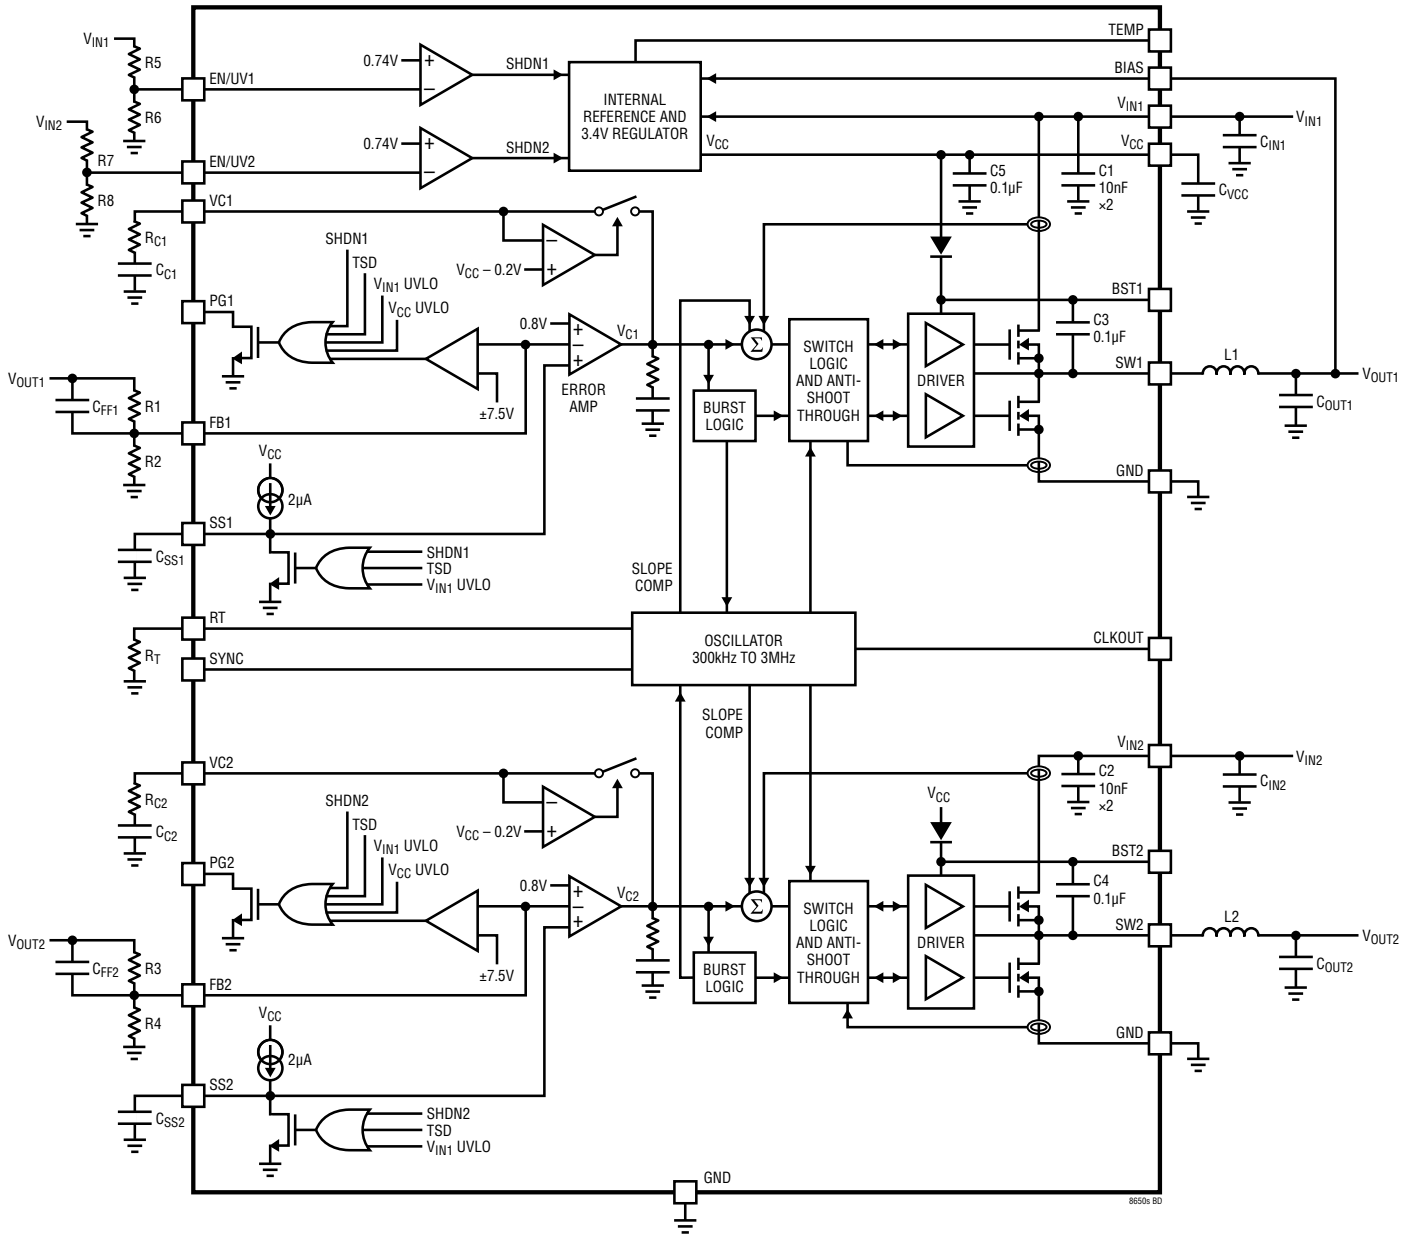 TEMP
VIN1
0.74V
SHDN1
BIAS
R5
EN/UV1
INTERNAL
REFERENCE AND
3.4V REGULATOR
VIN1
VIN1
R6
VIN2
CIN1
0.74V
SHDN2
VCC
VCC
R7
EN/UV2
C5
0.1µF
C1
10nF
×2
CVCC
R8
VC1
RC1
SHDN1
TSD
VCC – 0.2V
CC1
VIN1 UVLO
PG1
VCC UVLO
BST1
0.8V
VC1
C3
0.1µF
Σ
SWITCH
LOGIC
AND ANTI-
SHOOT
THROUGH
DRIVER
SW1
L1
VOUT1
VOUT1
ERROR
AMP
CFF1
R1
±7.5V
BURST
LOGIC
COUT1
FB1
R2
VCC
GND
2µA
SS1
CSS1
SHDN1
TSD
VIN1 UVLO
SLOPE
COMP
RT
OSCILLATOR
300kHz TO 3MHz
CLKOUT
RT
SYNC
SLOPE
COMP
VIN2
VIN2
VC2
C2
10nF
×2
CIN2
RC2
SHDN2
TSD
VCC
VCC – 0.2V
CC2
VIN1 UVLO
PG2
VCC UVLO
BST2
0.8V
VC2
C4
0.1µF
Σ
SWITCH
LOGIC
AND ANTI-
SHOOT
THROUGH
DRIVER
SW2
L2
VOUT2
VOUT2
CFF2
R3
±7.5V
BURST
LOGIC
COUT2
FB2
R4
VCC
GND
2µA
SS2
CSS2
SHDN2
TSD
VIN1 UVLO
GND
8650s BD